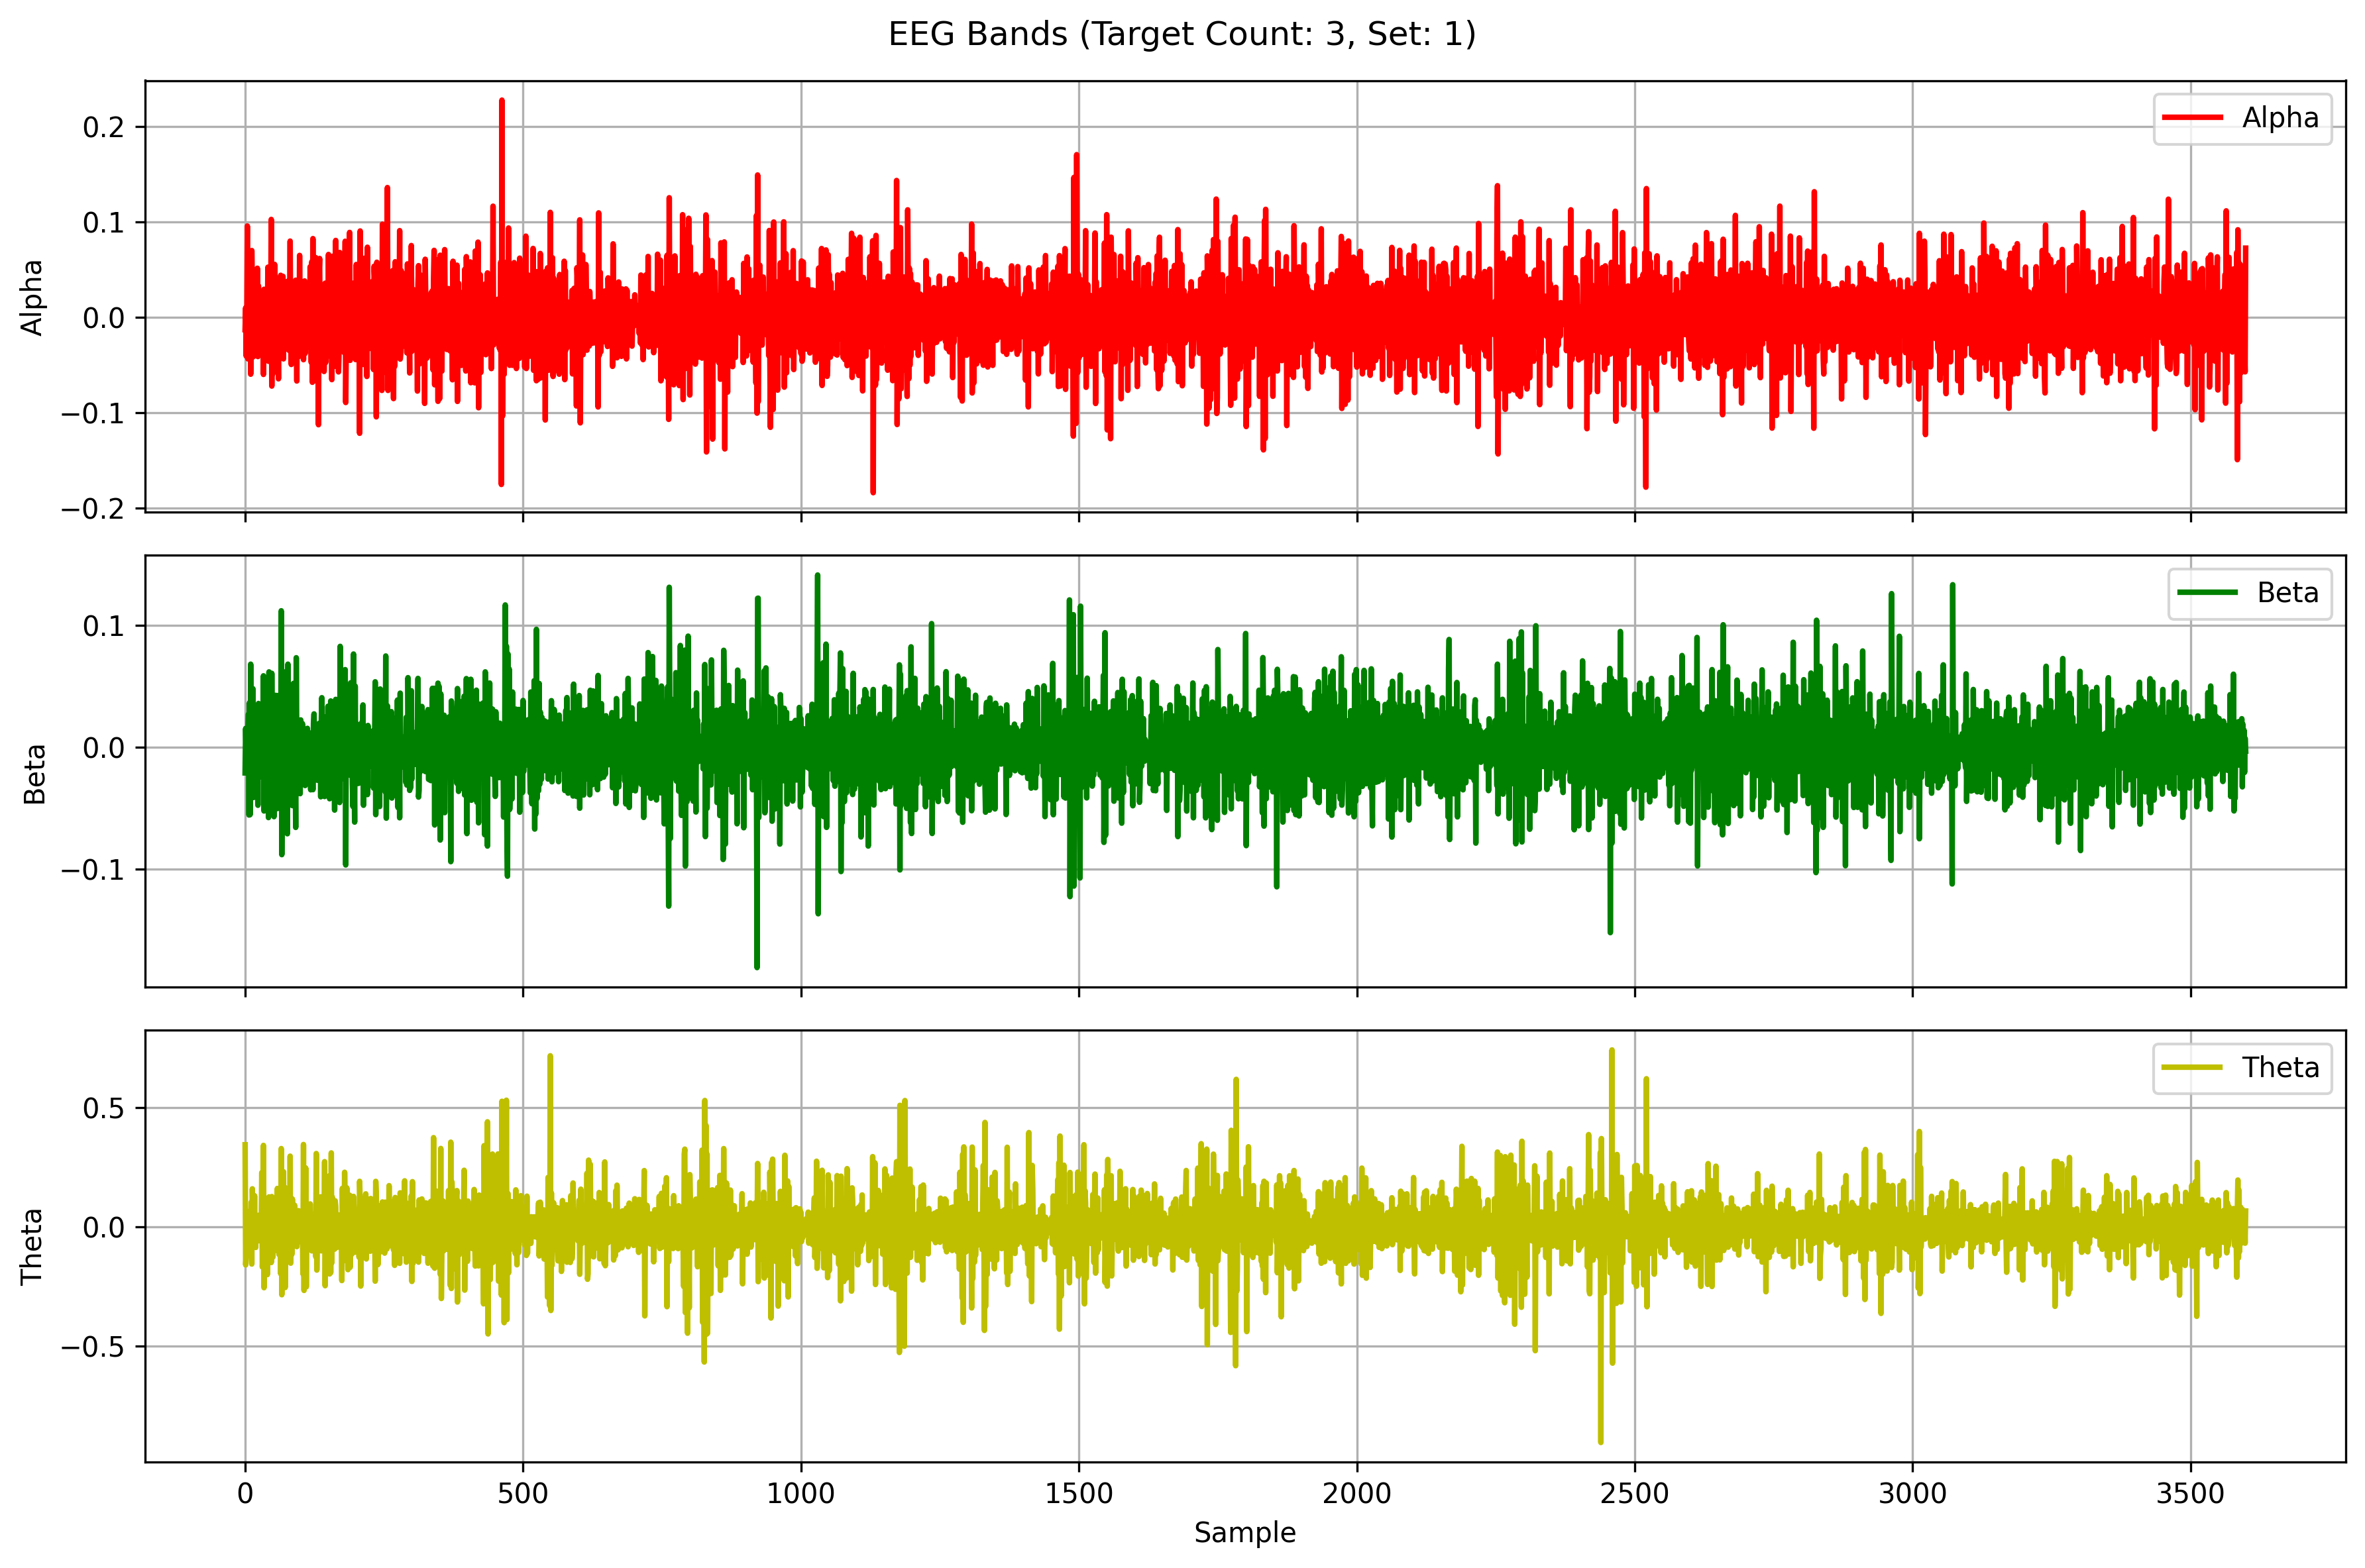 EEG Bands (Target Count: 3, Set: 1)
Alpha
0.2
0.1
0.0
−0.1
−0.2
Alpha
Beta
0.1
0.0
−0.1
Beta
Theta
0.5
0.0
−0.5
Theta
0 500 1000 1500 2000 2500 3000 3500
Sample